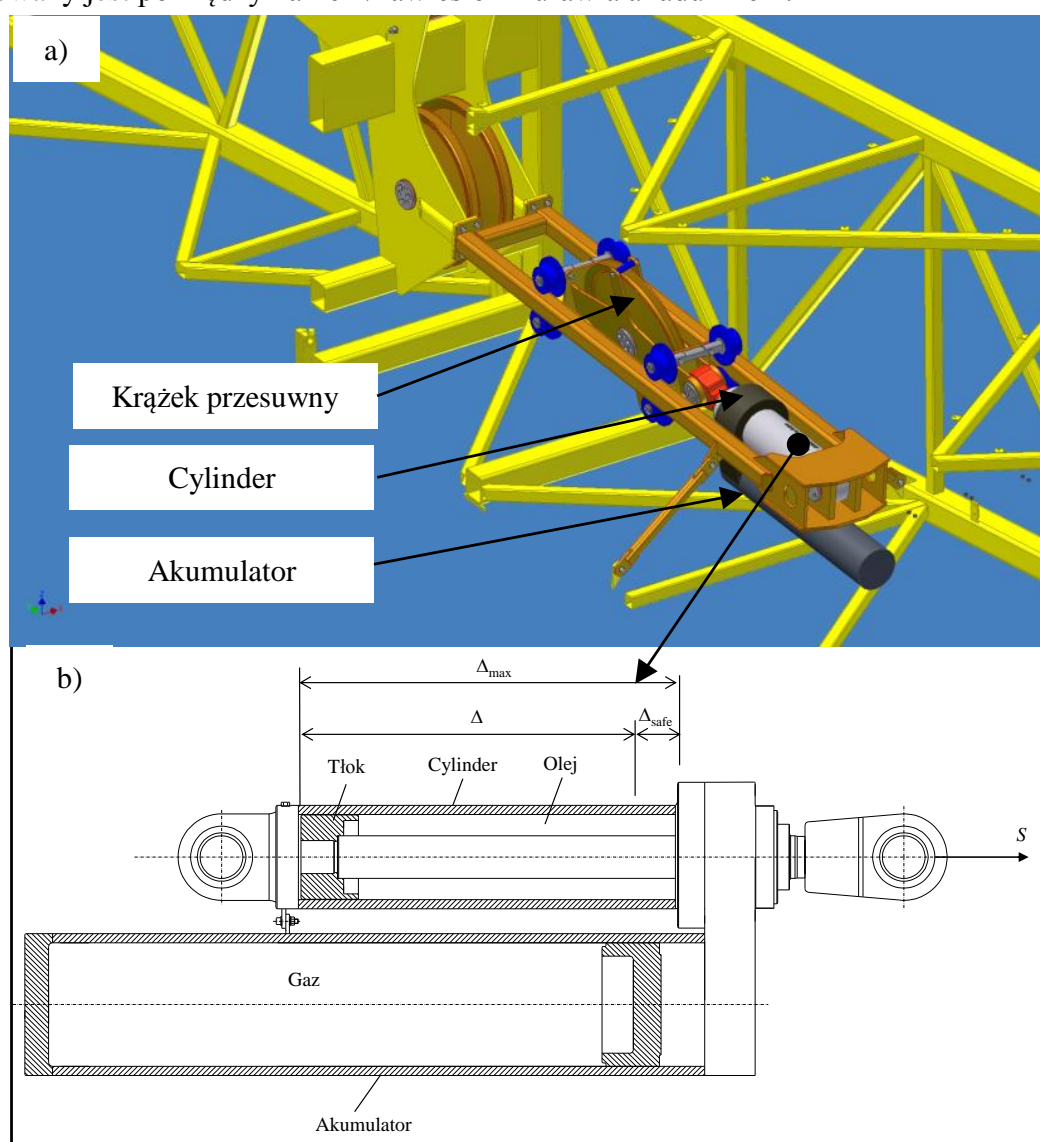 a)
Krążek przesuwny
Cylinder
Akumulator
b)
Δmax
Δ
Δsafe
Tłok
Cylinder
Olej
S
Gaz
Akumulator